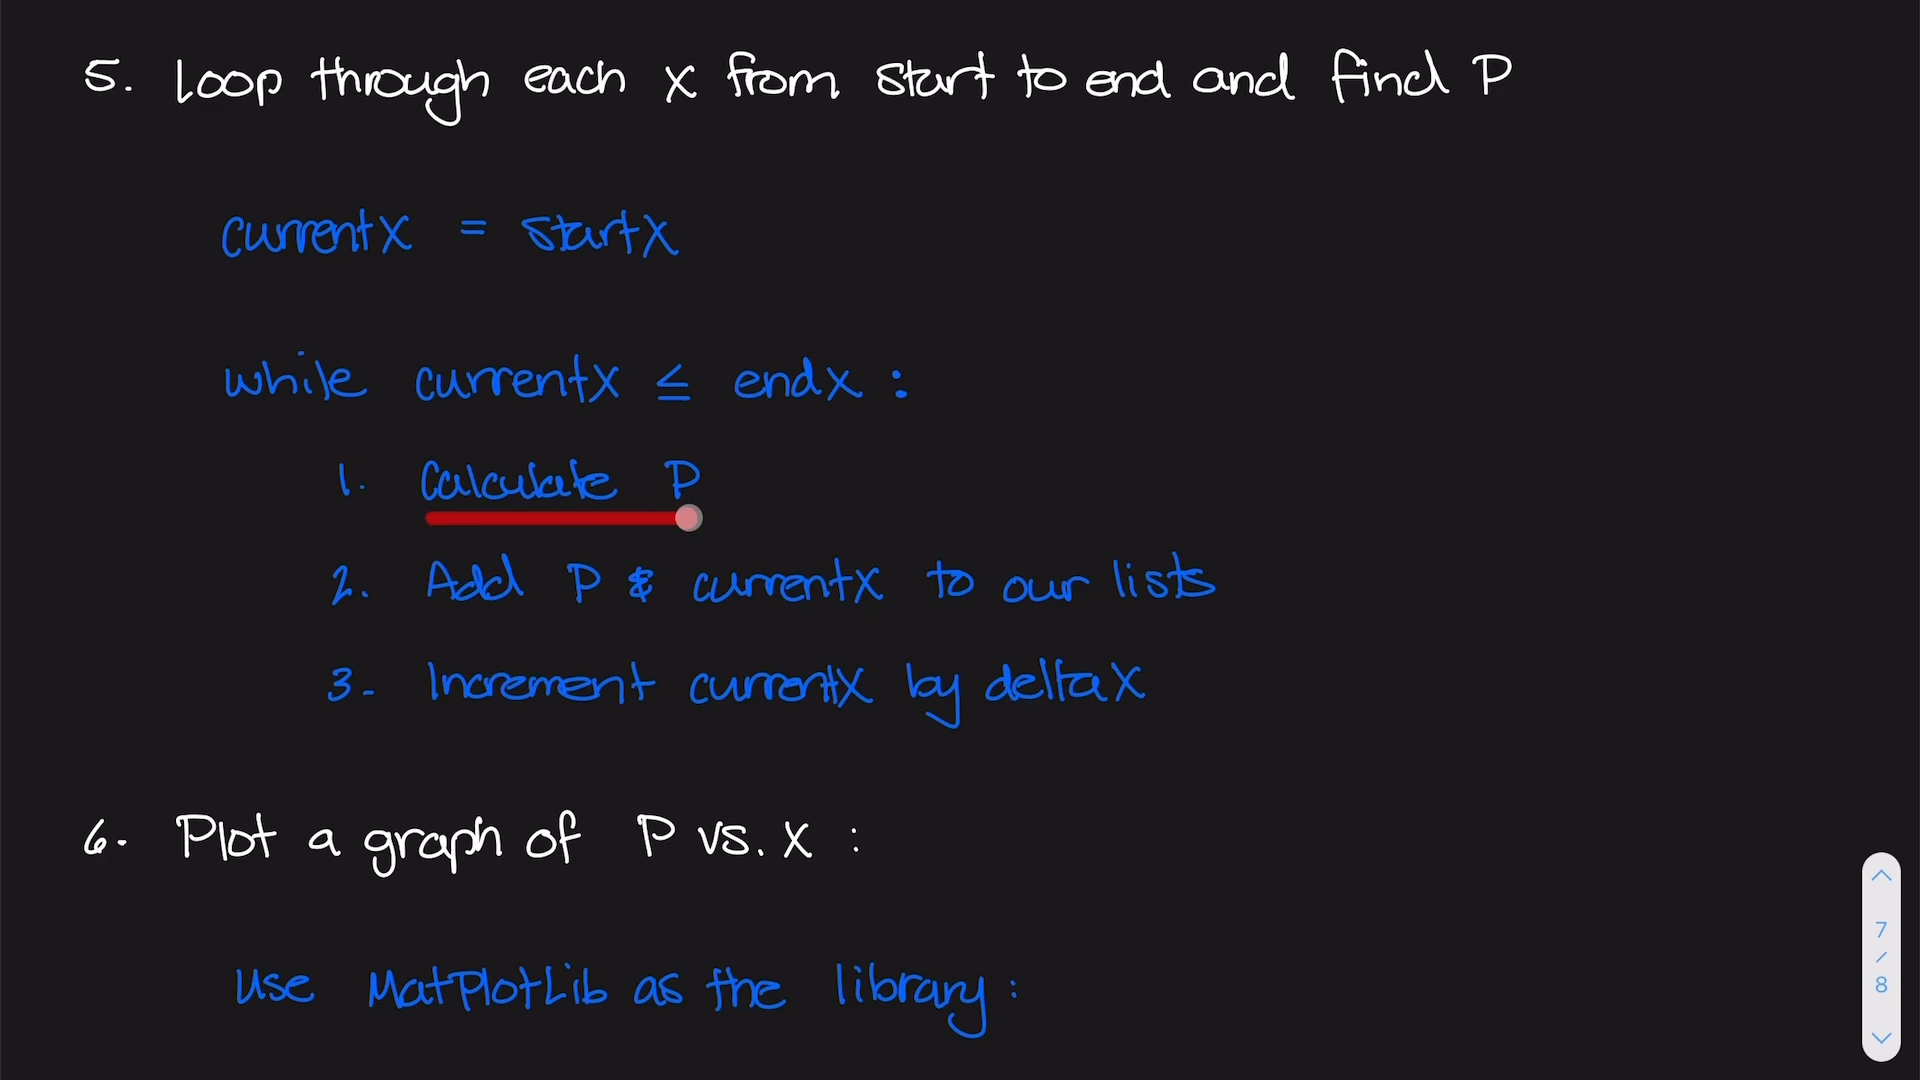 5. Loop through each x from start to end and find P
currentX = startX
while currentX ≤ endX :
1. Calculate P
2. Add P & currentX to our lists
3. Increment currentX by deltaX
6. Plot a graph of P vs. X :
Use MatPlotLib as the library :
7 / 8